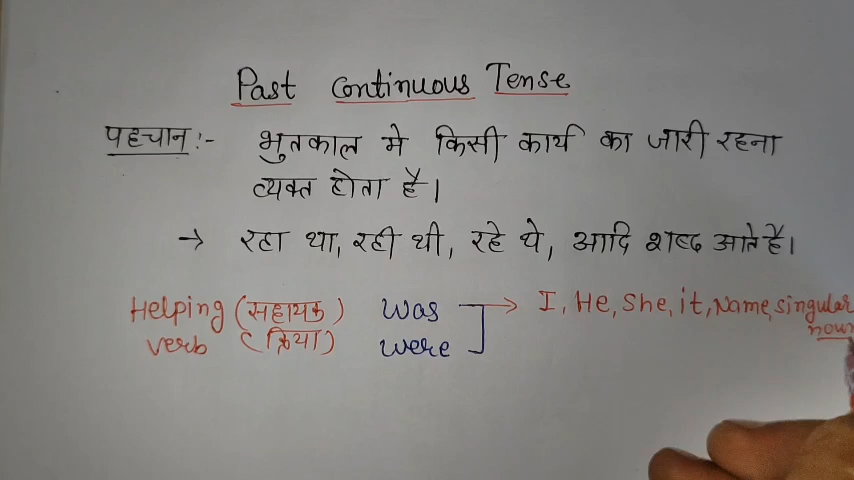 Past Continuous Tense
पहचान :- भुतकाल मे किसी कार्य का जारी रहना
व्यक्त होता है।
→ रहा था, रही थी, रहे थे, आदि शब्द आते है।
Helping (सहायक) was → I, He, She, it, Name, singular
noun
verb (क्रिया) were